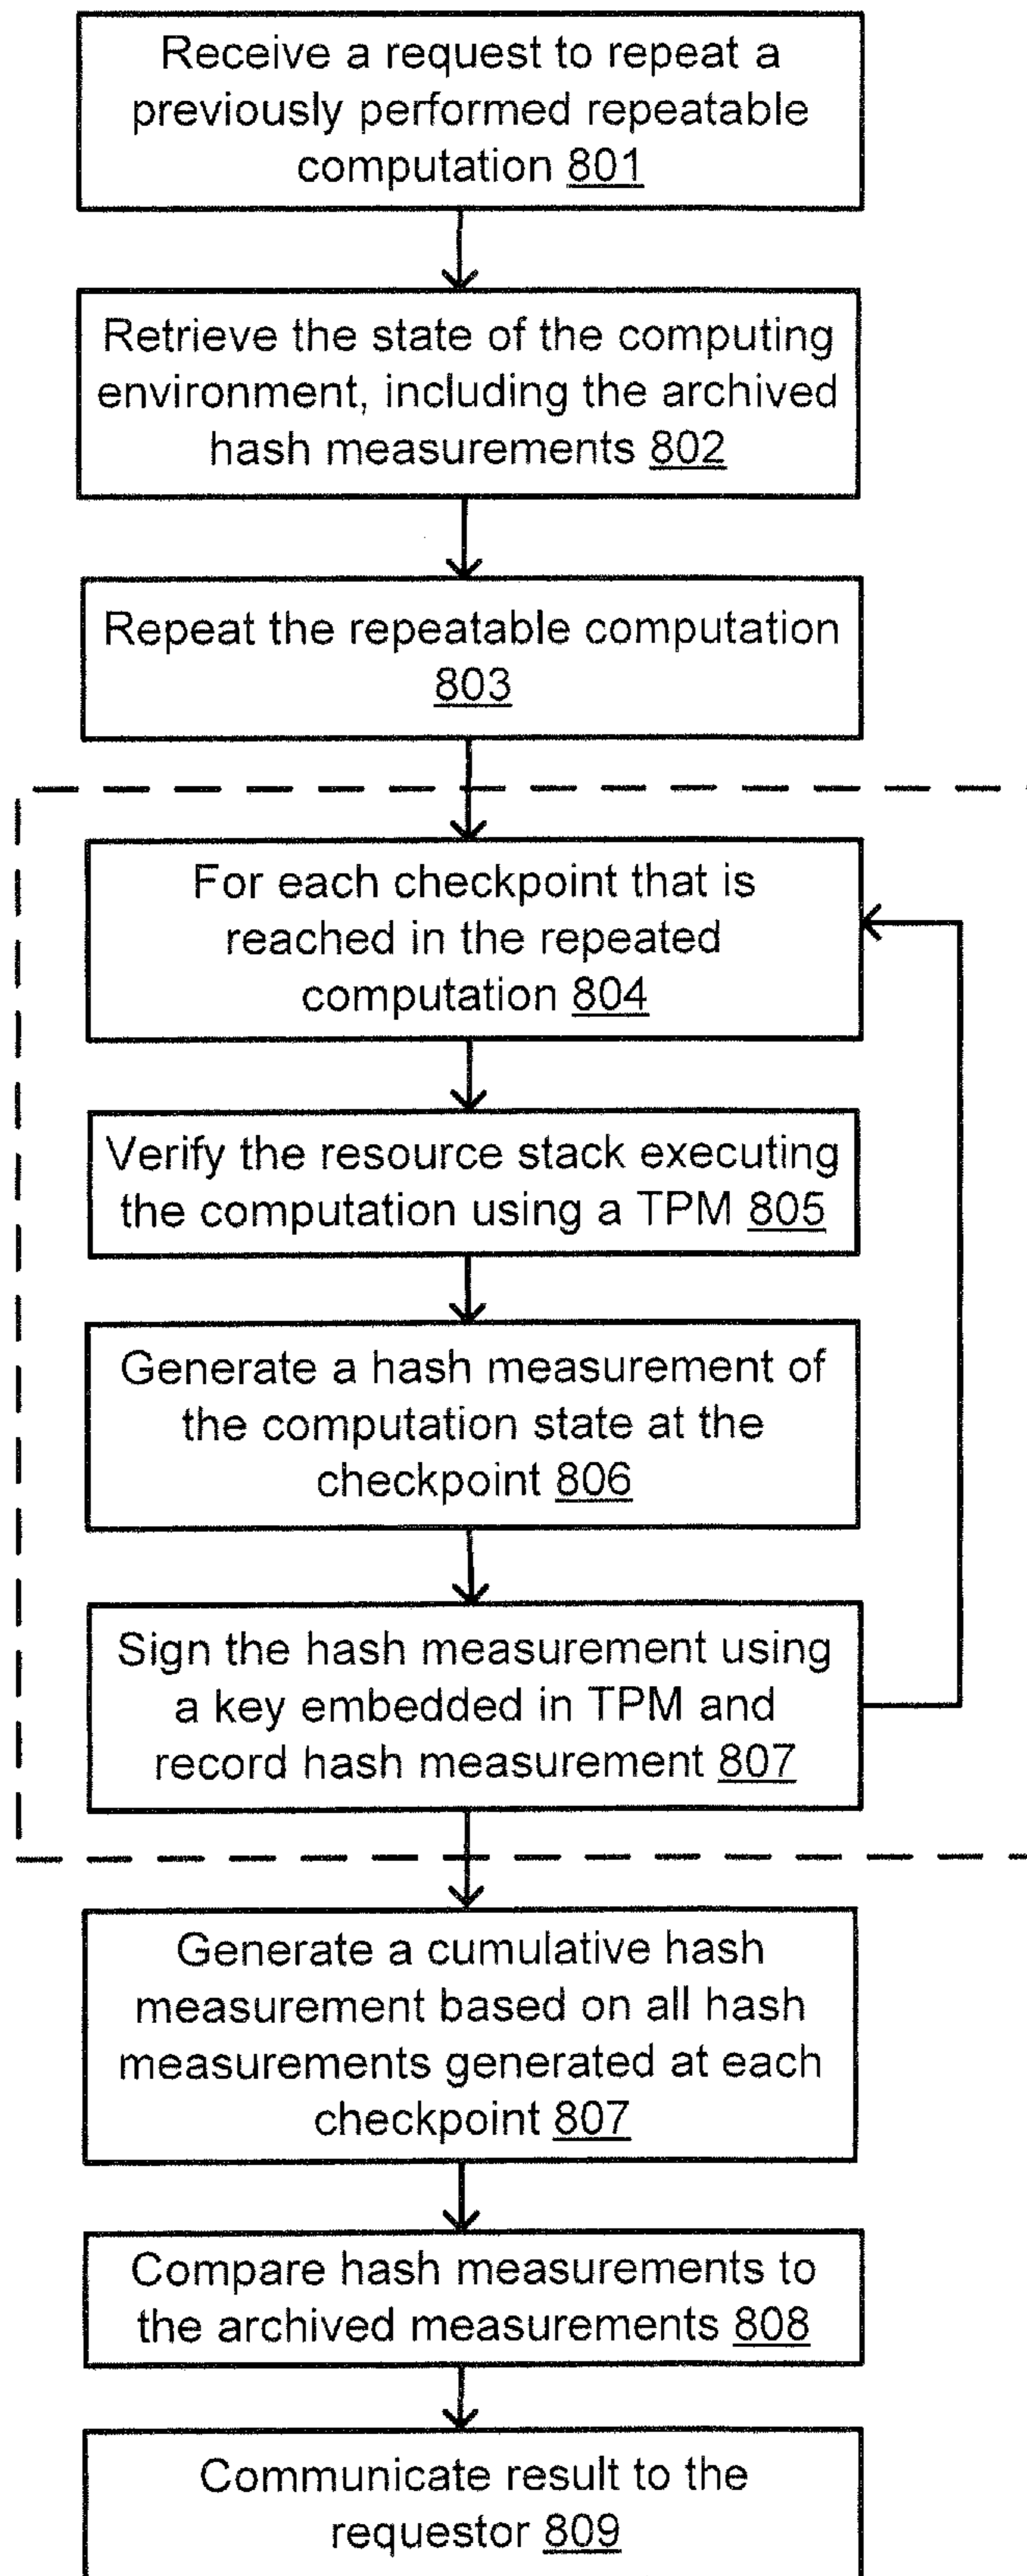 Receive a request to repeat a
previously performed repeatable
computation 801
Retrieve the state of the computing
environment, including the archived
hash measurements 802
Repeat the repeatable computation
803
For each checkpoint that is
reached in the repeated
computation 804
Verify the resource stack executing
the computation using a TPM 805
Generate a hash measurement of
the computation state at the
checkpoint 806
Sign the hash measurement using
a key embedded in TPM and
record hash measurement 807
Generate a cumulative hash
measurement based on all hash
measurements generated at each
checkpoint 807
Compare hash measurements to
the archived measurements 808
Communicate result to the
requestor 809